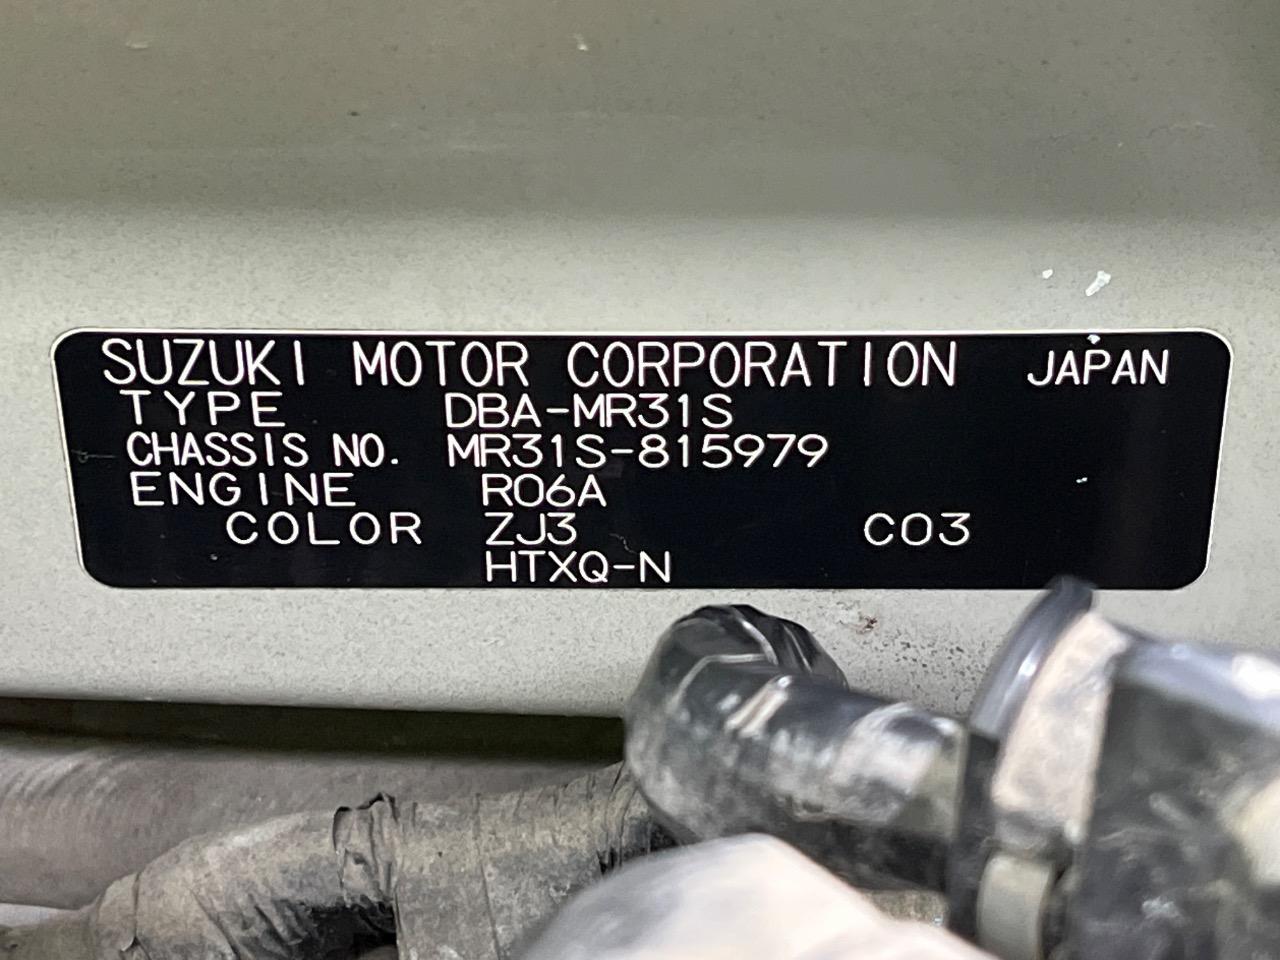 SUZUKI MOTOR CORPORATION JAPAN
TYPE DBA-MR31S
CHASSIS NO. MR31S-815979
ENGINE R06A
COLOR ZJ3 C03
HTXQ-N